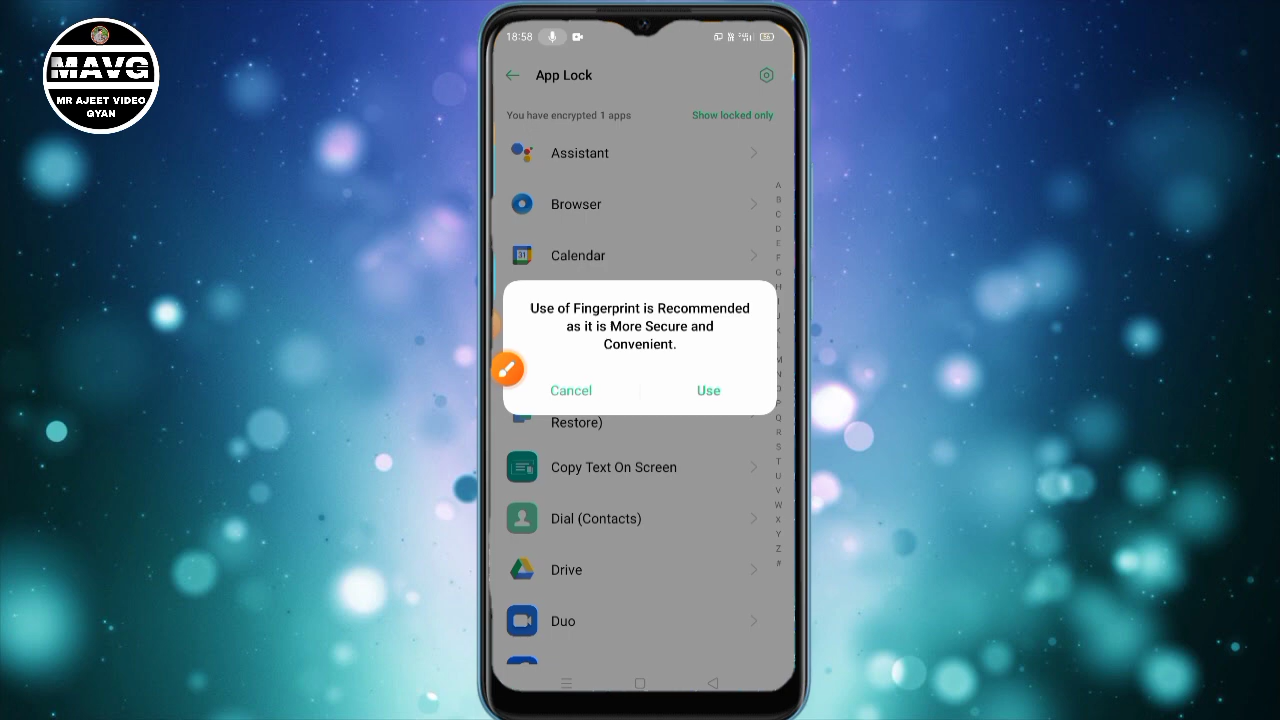 MAVG
MR AJEET VIDEO
GYAN
18:58
56
App Lock
You have encrypted 1 apps
Show locked only
Assistant
Browser
31
Calendar
Use of Fingerprint is Recommended
as it is More Secure and
Convenient.
Cancel
Use
Restore)
Copy Text On Screen
Dial (Contacts)
Drive
Duo
A
B
C
D
E
F
G
H
I
J
K
M
N
O
P
Q
R
S
T
U
V
W
X
Y
Z
#